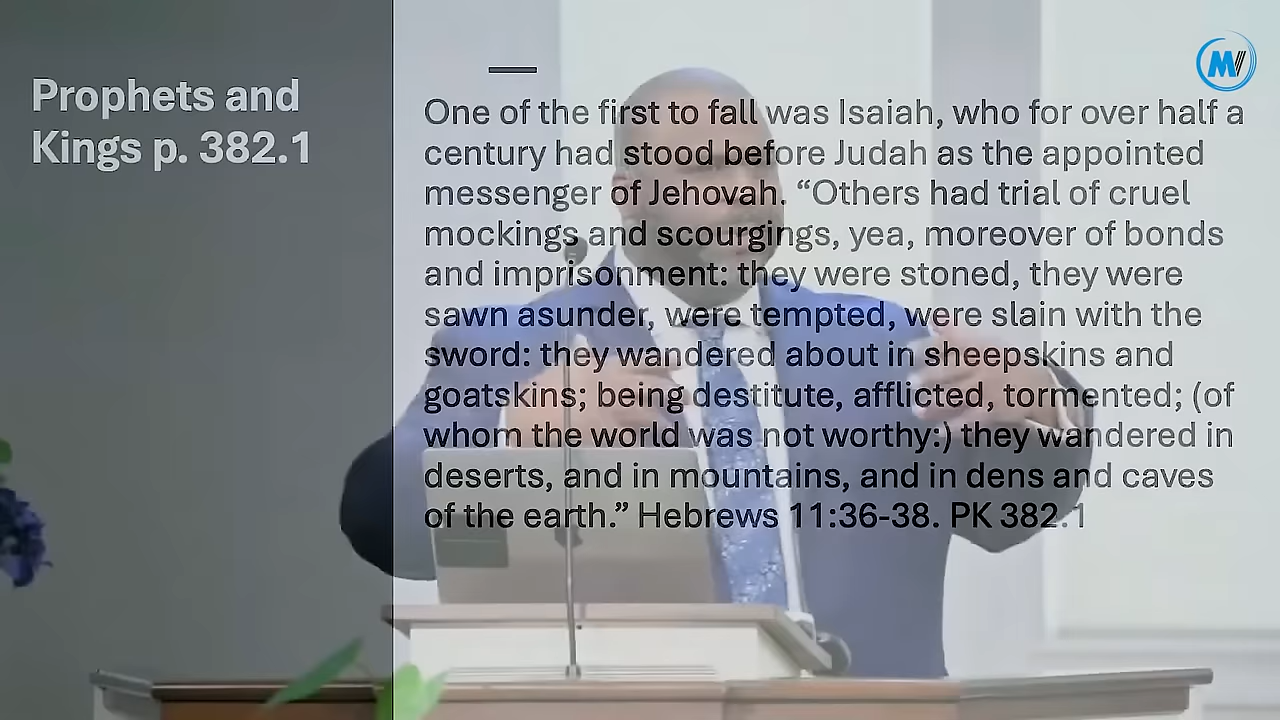 Prophets and
Kings p. 382.1
One of the first to fall was Isaiah, who for over half a
century had stood before Judah as the appointed
messenger of Jehovah. “Others had trial of cruel
mockings and scourgings, yea, moreover of bonds
and imprisonment: they were stoned, they were
sawn asunder, were tempted, were slain with the
sword: they wandered about in sheepskins and
goatskins; being destitute, afflicted, tormented; (of
whom the world was not worthy:) they wandered in
deserts, and in mountains, and in dens and caves
of the earth.” Hebrews 11:36-38. PK 382.1
MV